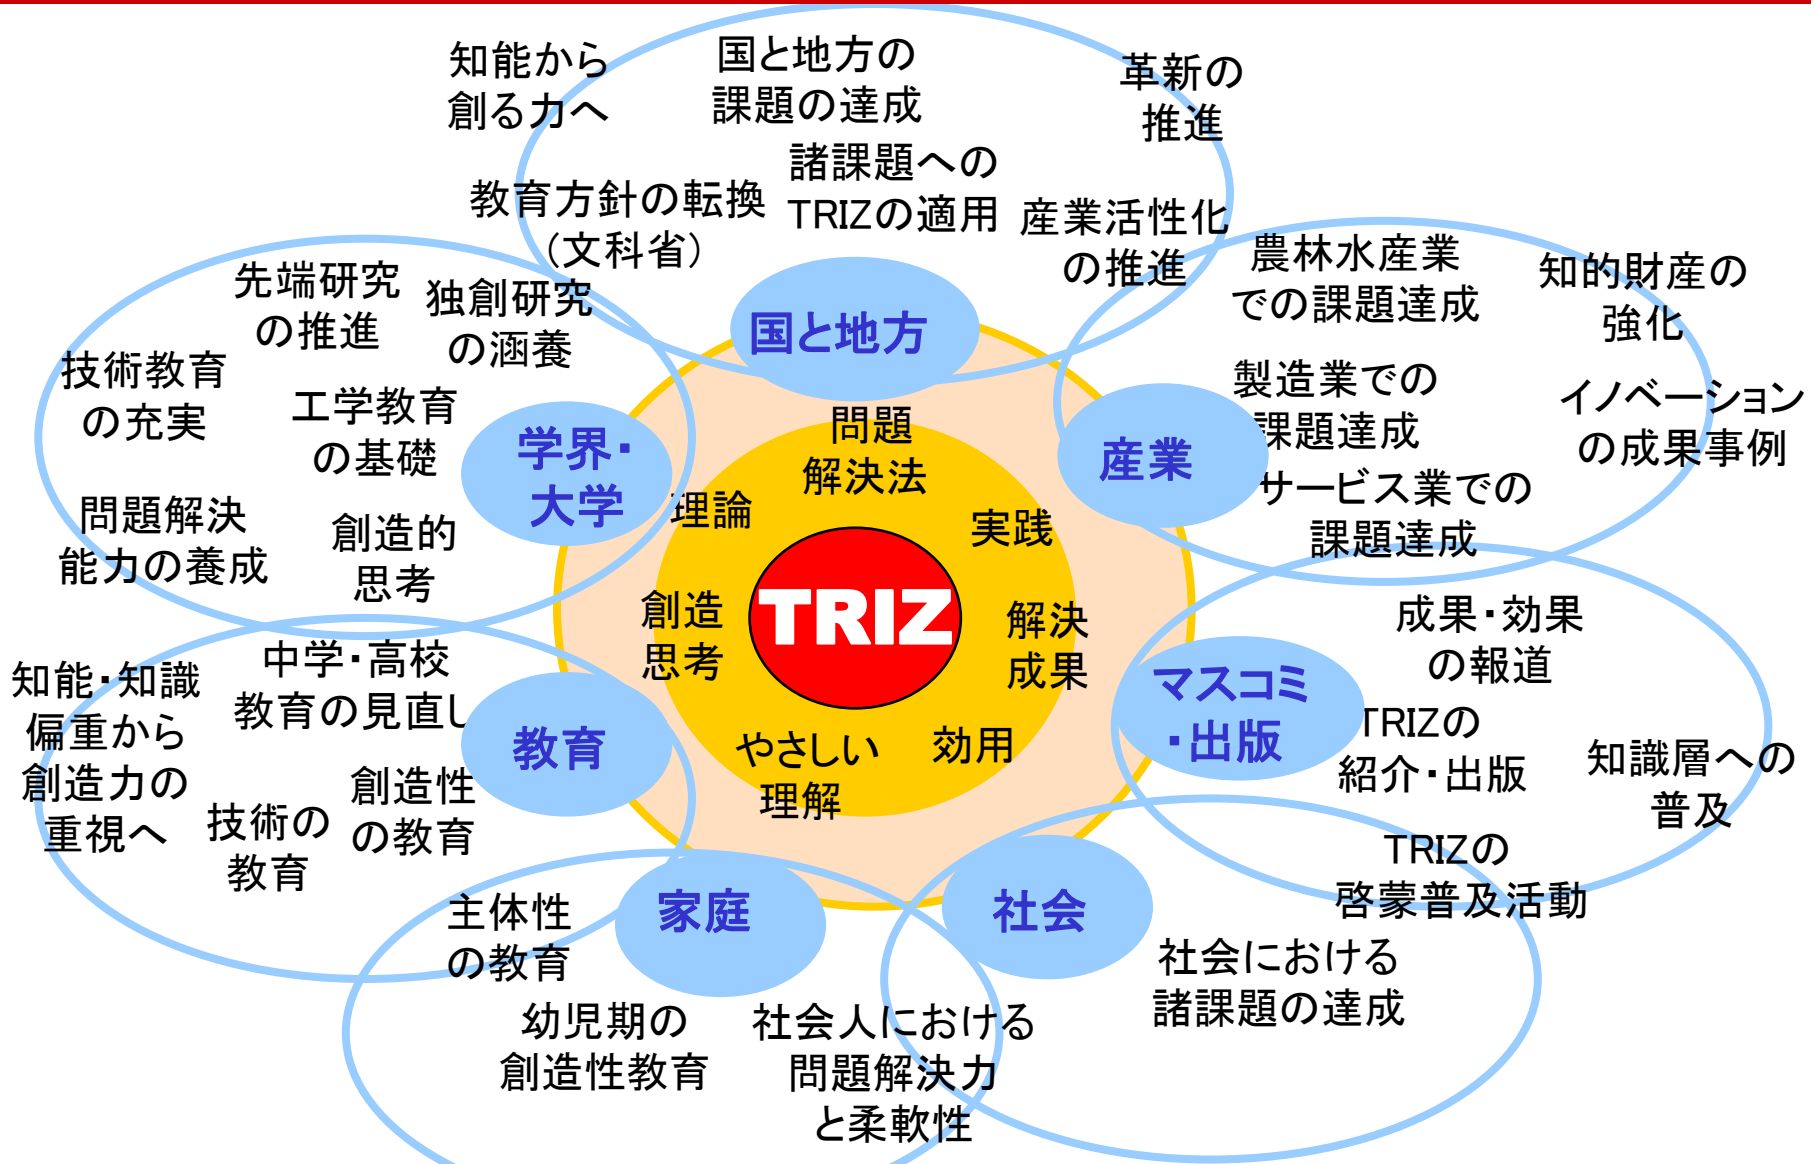 知能から
創る力へ
国と地方の
課題の達成
革新の
推進
諸課題への
TRIZの適用
教育方針の転換
(文科省)
産業活性化
の推進
国と地方
先端研究
の推進
独創研究
の涵養
技術教育
の充実
工学教育
の基礎
問題解決
能力の養成
創造的
思考
学界・
大学
農林水産業
での課題達成
知的財産の
強化
製造業での
課題達成
イノベーション
の成果事例
サービス業での
課題達成
産業
問題
解決法
理論
実践
創造
思考
TRIZ
解決
成果
やさしい
理解
効用
中学・高校
教育の見直し
知能・知識
偏重から
創造力の
重視へ
技術の
教育
創造性
の教育
教育
成果・効果
の報道
マスコミ
・出版
TRIZの
紹介・出版
知識層への
普及
TRIZの
啓蒙普及活動
主体性
の教育
家庭
幼児期の
創造性教育
社会人における
問題解決力
と柔軟性
社会
社会における
諸課題の達成